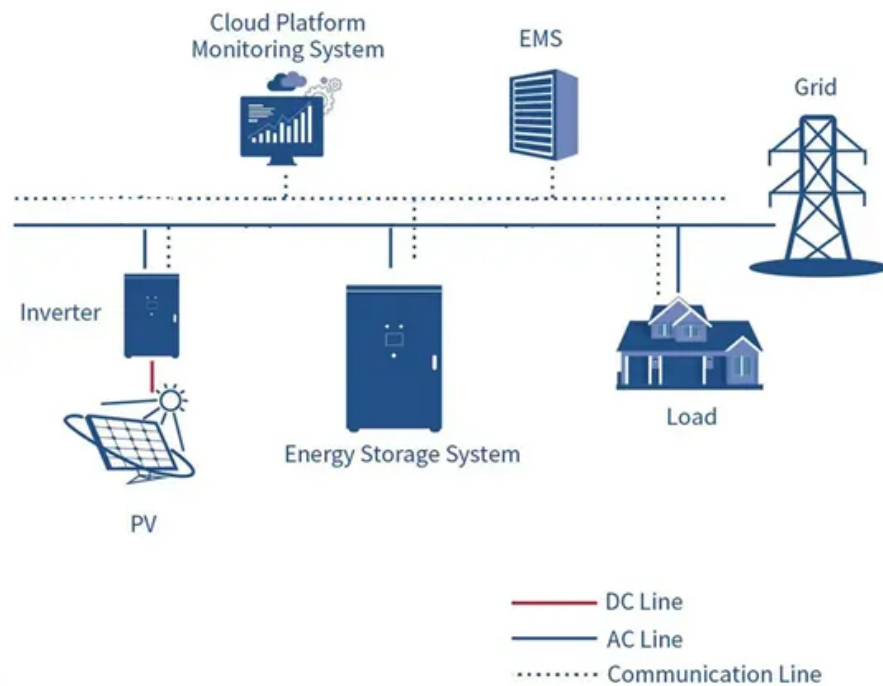 Cloud Platform
Monitoring System
EMS
Grid
Inverter
Load
Energy Storage System
PV
DC Line
AC Line
Communication Line